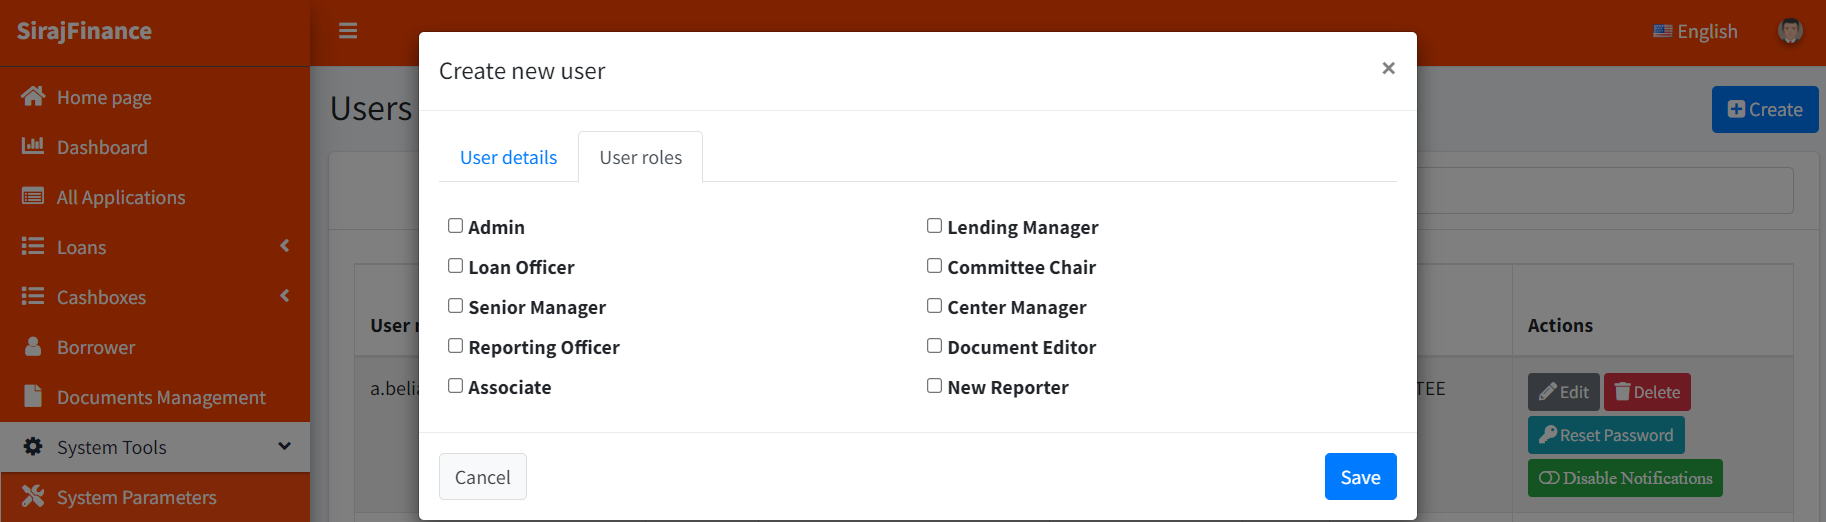 SirajFinance
English
Home page
Dashboard
All Applications
Loans
Cashboxes
Borrower
Documents Management
System Tools
System Parameters
Users
Create
Create new user
×
User details
User roles
Admin
Lending Manager
Loan Officer
Committee Chair
Senior Manager
Center Manager
Reporting Officer
Document Editor
Associate
New Reporter
Cancel
Save
User
Actions
a.beli
TEE
Edit
Delete
Reset Password
Disable Notifications